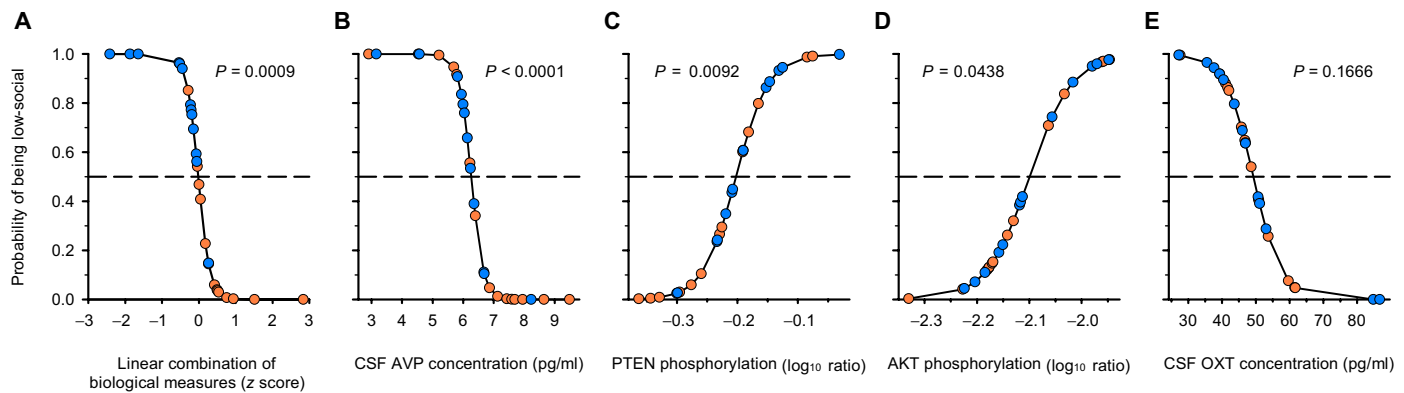 A
B
C
D
E
Probability of being low-social
1.0
0.8
0.6
0.4
0.2
0.0
P = 0.0009
P < 0.0001
P = 0.0092
P = 0.0438
P = 0.1666
−3 −2 −1 0 1 2 3
3 4 5 6 7 8 9
−0.3 −0.2 −0.1
−2.3 −2.2 −2.1 −2.0
30 40 50 60 70 80
Linear combination of
biological measures (z score)
CSF AVP concentration (pg/ml)
PTEN phosphorylation (log₁₀ ratio)
AKT phosphorylation (log₁₀ ratio)
CSF OXT concentration (pg/ml)